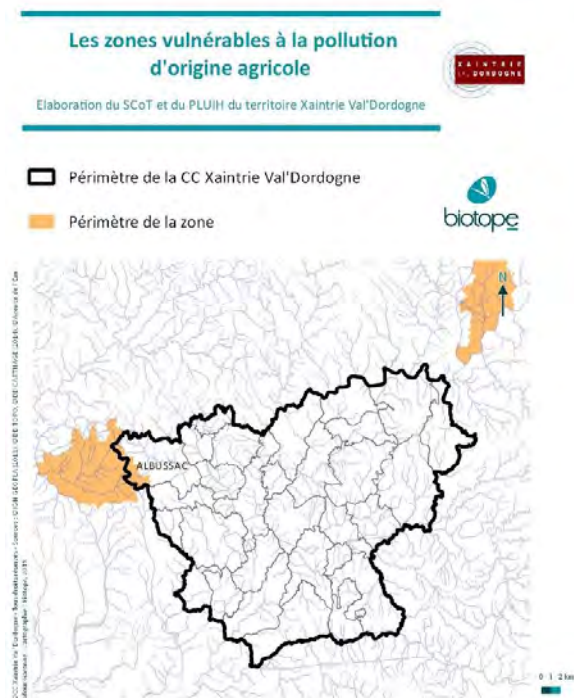 Les zones vulnérables à la pollution
d'origine agricole
XAINTRIE
VAL'DORDOGNE
Elaboration du SCoT et du PLUiH du territoire Xaintrie Val'Dordogne
Périmètre de la CC Xaintrie Val'Dordogne
Périmètre de la zone
biotope
N
ALBUSSAC
0 1 2 km